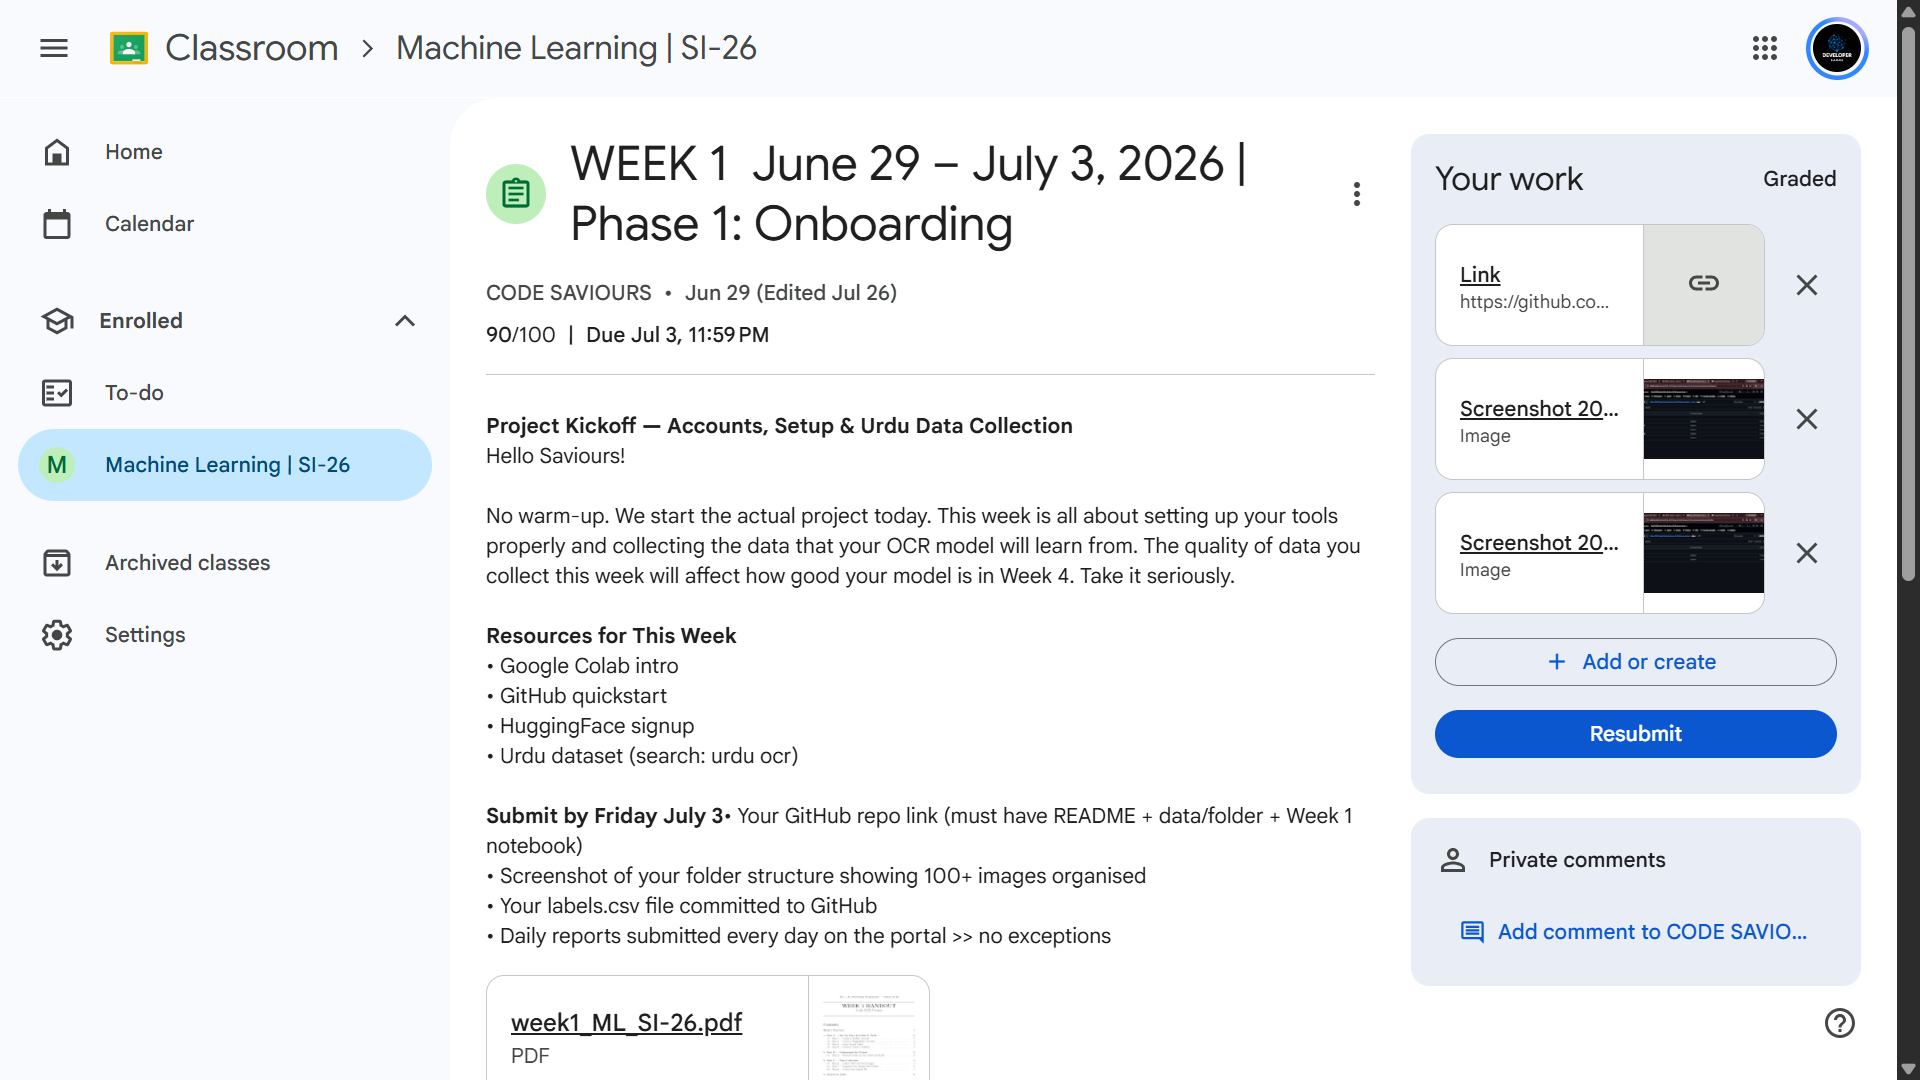 Classroom > Machine Learning | SI-26
DEVELOPER
Home
Calendar
Enrolled
To-do
M Machine Learning | SI-26
Archived classes
Settings
WEEK 1 June 29 – July 3, 2026 |
Phase 1: Onboarding
CODE SAVIOURS • Jun 29 (Edited Jul 26)
90/100 | Due Jul 3, 11:59 PM
Project Kickoff — Accounts, Setup & Urdu Data Collection
Hello Saviours!
No warm-up. We start the actual project today. This week is all about setting up your tools
properly and collecting the data that your OCR model will learn from. The quality of data you
collect this week will affect how good your model is in Week 4. Take it seriously.
Resources for This Week
• Google Colab intro
• GitHub quickstart
• HuggingFace signup
• Urdu dataset (search: urdu ocr)
Submit by Friday July 3• Your GitHub repo link (must have README + data/folder + Week 1
notebook)
• Screenshot of your folder structure showing 100+ images organised
• Your labels.csv file committed to GitHub
• Daily reports submitted every day on the portal >> no exceptions
week1_ML_SI-26.pdf
PDF
WEEK 1 HANDOUT
Your work
Graded
Link
https://github.co...
Screenshot 20...
Image
Screenshot 20...
Image
+ Add or create
Resubmit
Private comments
Add comment to CODE SAVIO...